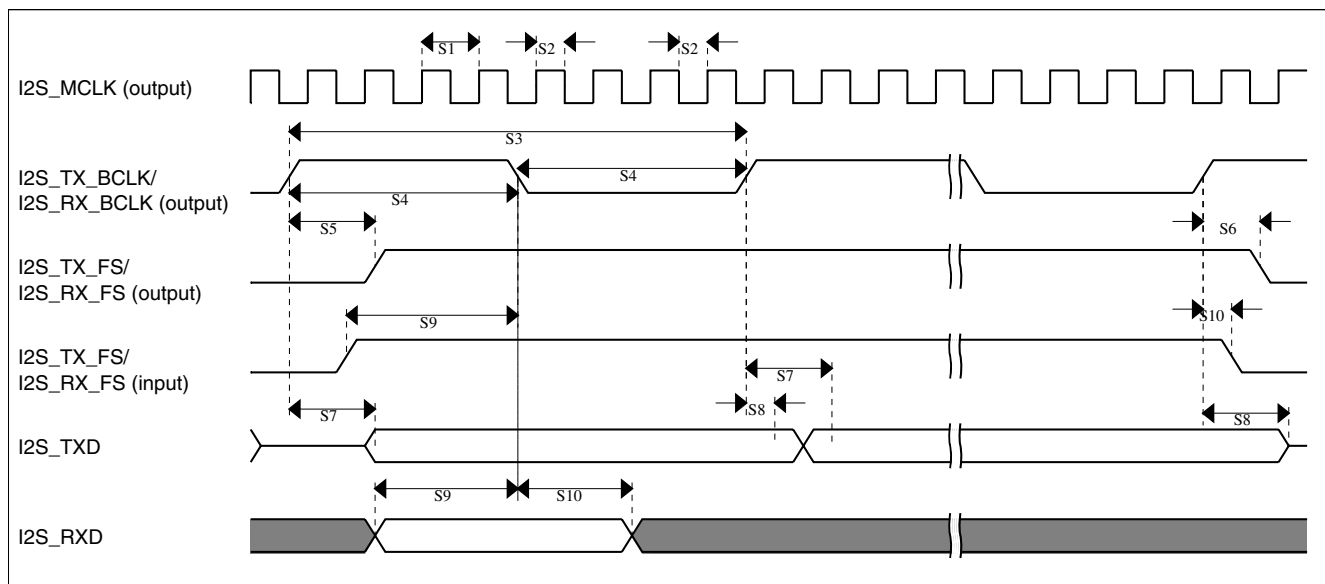 S1
S2
S2
I2S_MCLK (output)
S3
I2S_TX_BCLK/
I2S_RX_BCLK (output)
S4
S4
S5
S6
I2S_TX_FS/
I2S_RX_FS (output)
S9
S10
I2S_TX_FS/
I2S_RX_FS (input)
S7
S7
S8
S8
I2S_TXD
S9
S10
I2S_RXD